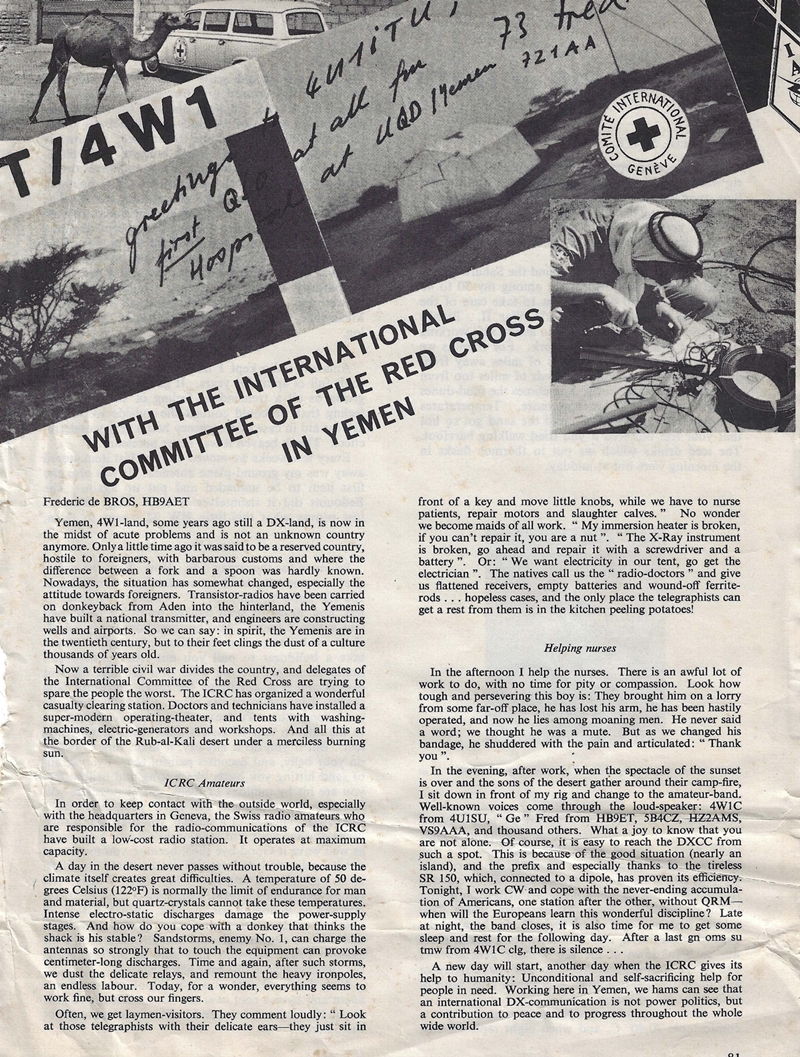 T/4W1
4U1ITU,
greetings
73 fred
first QSO at all fm
721AA
Hospital at UQD Yemen
COMITE INTERNATIONAL
GENÈVE
IA
WITH THE INTERNATIONAL
COMMITTEE OF THE RED CROSS
IN YEMEN
Frederic de BROS, HB9AET
Yemen, 4W1-land, some years ago still a DX-land, is now in
the midst of acute problems and is not an unknown country
anymore. Only a little time ago it was said to be a reserved country,
hostile to foreigners, with barbarous customs and where the
difference between a fork and a spoon was hardly known.
Nowadays, the situation has somewhat changed, especially the
attitude towards foreigners. Transistor-radios have been carried
on donkeyback from Aden into the hinterland, the Yemenis
have built a national transmitter, and engineers are constructing
wells and airports. So we can say: in spirit, the Yemenis are in
the twentieth century, but to their feet clings the dust of a culture
thousands of years old.
Now a terrible civil war divides the country, and delegates of
the International Committee of the Red Cross are trying to
spare the people the worst. The ICRC has organized a wonderful
casualty clearing station. Doctors and technicians have installed a
super-modern operating-theater, and tents with washing-
machines, electric-generators and workshops. And all this at
the border of the Rub-al-Kali desert under a merciless burning
sun.
ICRC Amateurs
In order to keep contact with the outside world, especially
with the headquarters in Geneva, the Swiss radio amateurs who
are responsible for the radio-communications of the ICRC
have built a low-cost radio station. It operates at maximum
capacity.
A day in the desert never passes without trouble, because the
climate itself creates great difficulties. A temperature of 50 de-
grees Celsius (122°F) is normally the limit of endurance for man
and material, but quartz-crystals cannot take these temperatures.
Intense electro-static discharges damage the power-supply
stages. And how do you cope with a donkey that thinks the
shack is his stable? Sandstorms, enemy No. 1, can charge the
antennas so strongly that to touch the equipment can provoke
centimeter-long discharges. Time and again, after such storms,
we dust the delicate relays, and remount the heavy ironpoles,
an endless labour. Today, for a wonder, everything seems to
work fine, but cross our fingers.
Often, we get laymen-visitors. They comment loudly: “ Look
at those telegraphists with their delicate ears—they just sit in
front of a key and move little knobs, while we have to nurse
patients, repair motors and slaughter calves.” No wonder
we become maids of all work. “ My immersion heater is broken,
if you can't repair it, you are a nut ”. “ The X-Ray instrument
is broken, go ahead and repair it with a screwdriver and a
battery ”. Or: “ We want electricity in our tent, go get the
electrician ”. The natives call us the “ radio-doctors ” and give
us flattened receivers, empty batteries and wound-off ferrite-
rods . . . hopeless cases, and the only place the telegraphists can
get a rest from them is in the kitchen peeling potatoes!
Helping nurses
In the afternoon I help the nurses. There is an awful lot of
work to do, with no time for pity or compassion. Look how
tough and persevering this boy is: They brought him on a lorry
from some far-off place, he has lost his arm, he has been hastily
operated, and now he lies among moaning men. He never said
a word; we thought he was a mute. But as we changed his
bandage, he shuddered with the pain and articulated: “ Thank
you ”.
In the evening, after work, when the spectacle of the sunset
is over and the sons of the desert gather around their camp-fire,
I sit down in front of my rig and change to the amateur-band.
Well-known voices come through the loud-speaker: 4W1C
from 4U1SU, “ Ge ” Fred from HB9ET, 5B4CZ, HZ2AMS,
VS9AAA, and thousand others. What a joy to know that you
are not alone. Of course, it is easy to reach the DXCC from
such a spot. This is because of the good situation (nearly an
island), and the prefix and especially thanks to the tireless
SR 150, which, connected to a dipole, has proven its efficiency.
Tonight, I work CW and cope with the never-ending accumula-
tion of Americans, one station after the other, without QRM—
when will the Europeans learn this wonderful discipline? Late
at night, the band closes, it is also time for me to get some
sleep and rest for the following day. After a last gn oms su
tmw from 4W1C clg, there is silence . . .
A new day will start, another day when the ICRC gives its
help to humanity: Unconditional and self-sacrificing help for
people in need. Working here in Yemen, we hams can see that
an international DX-communication is not power politics, but
a contribution to peace and to progress throughout the whole
wide world.
81